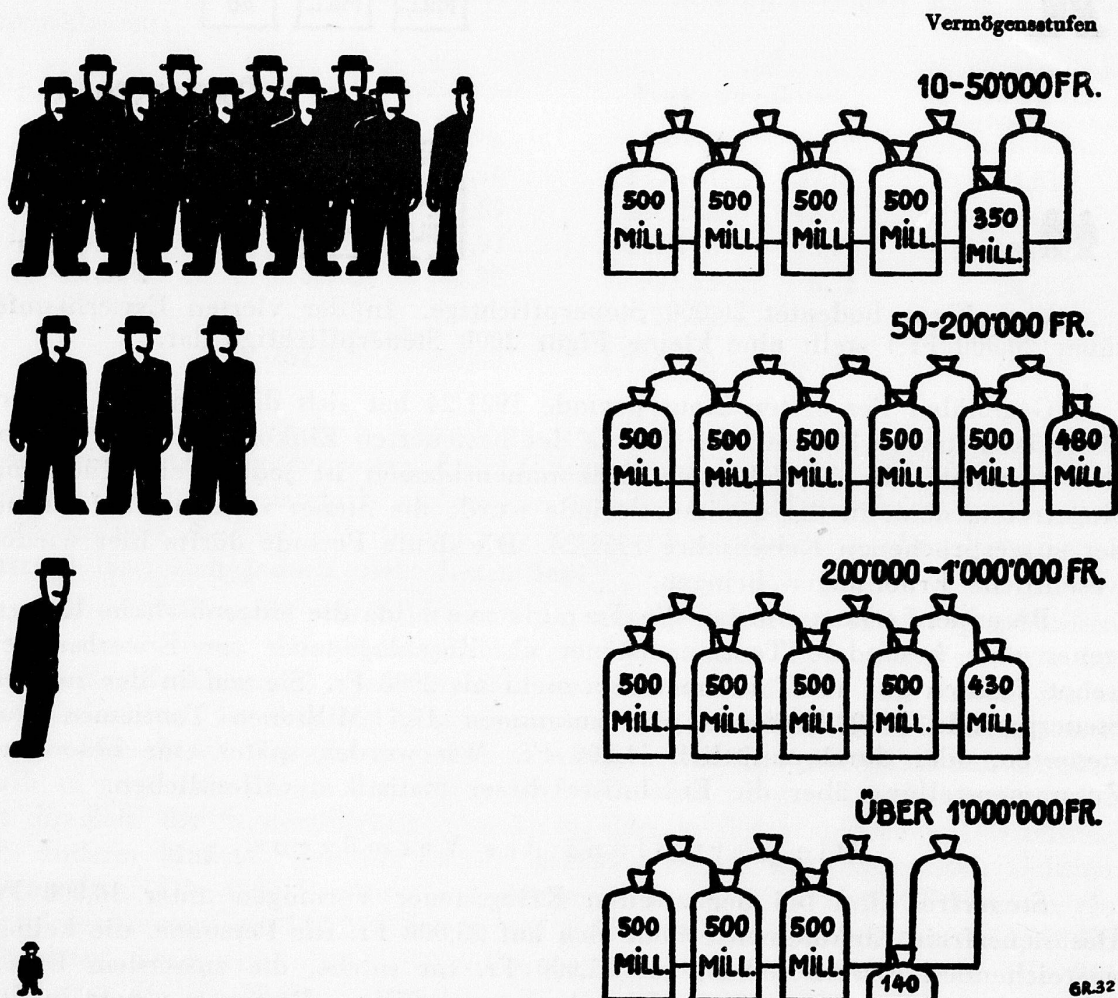 Vermögensstufen
10-50'000 FR.
500 MILL. 500 MILL. 500 MILL. 500 MILL. 350 MILL.
50-200'000 FR.
500 MILL. 500 MILL. 500 MILL. 500 MILL. 500 MILL. 480 MILL.
200'000-1'000'000 FR.
500 MILL. 500 MILL. 500 MILL. 500 MILL. 430 MILL.
ÜBER 1'000'000 FR.
500 MILL. 500 MILL. 500 MILL. 140
GR.32